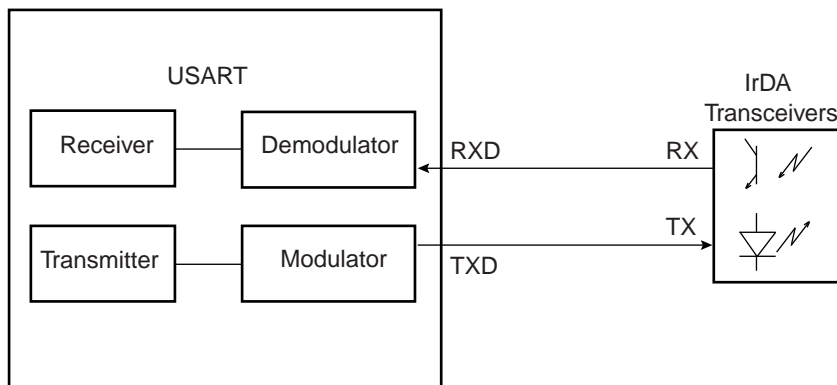 USART
IrDA
Transceivers
Receiver
Demodulator
RXD
RX
TX
Transmitter
Modulator
TXD